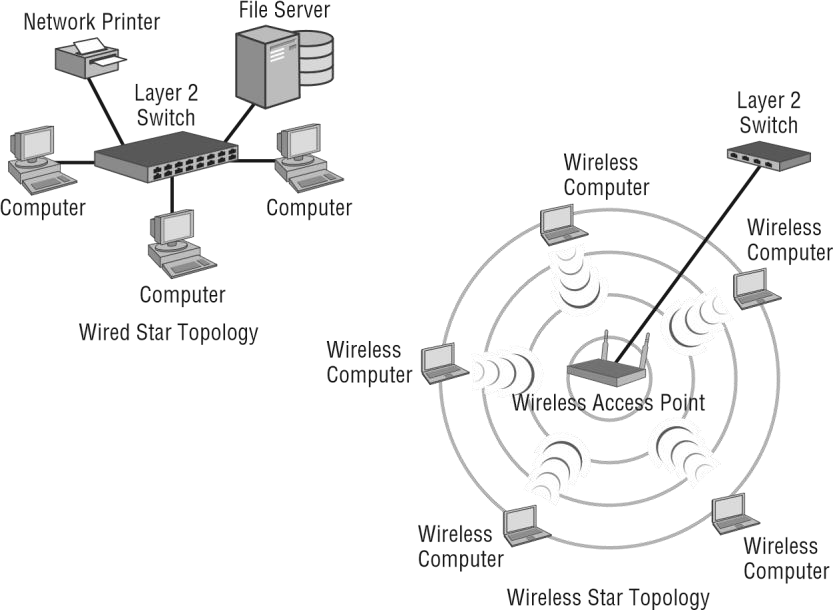 Network Printer
File Server
Layer 2
Switch
Computer
Computer
Computer
Wired Star Topology
Layer 2
Switch
Wireless
Computer
Wireless
Computer
Wireless
Computer
Wireless Access Point
Wireless
Computer
Wireless
Computer
Wireless Star Topology